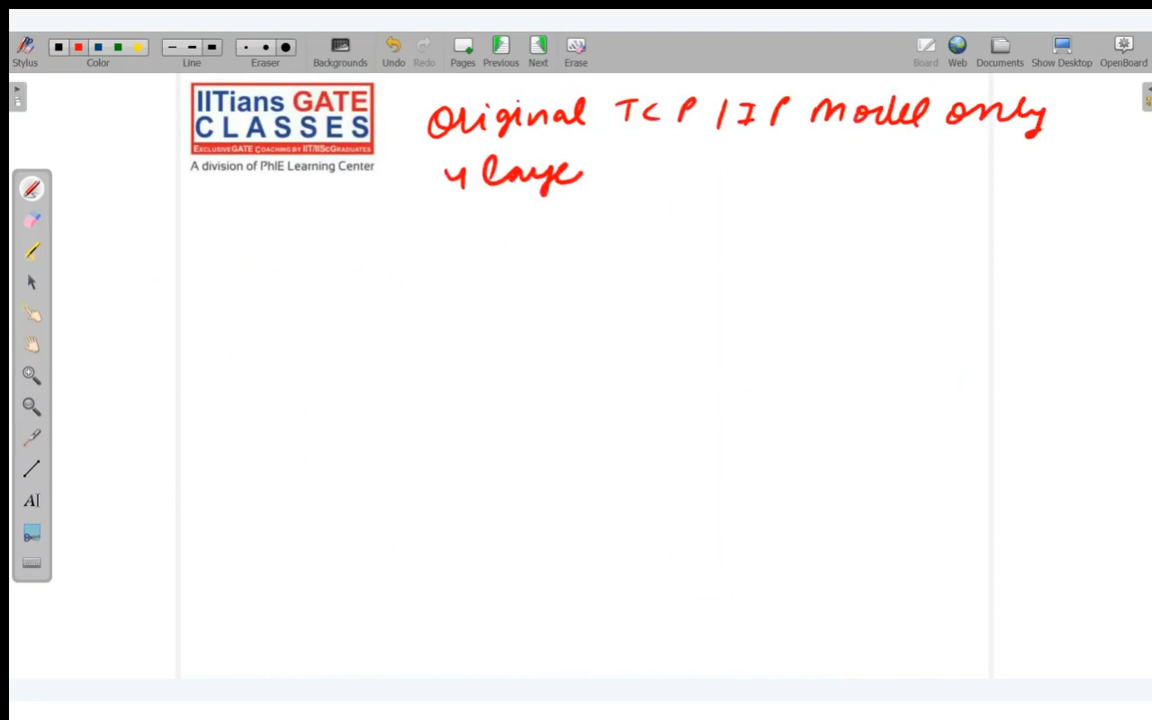 Stylus Color Line Eraser Backgrounds Undo Redo Pages Previous Next Erase Board Web Documents Show Desktop OpenBoard
IITians GATE
CLASSES
EXCLUSIVE GATE COACHING BY IIT/IISC GRADUATES
A division of PhIE Learning Center
Original TCP/IP Model only
4 laye